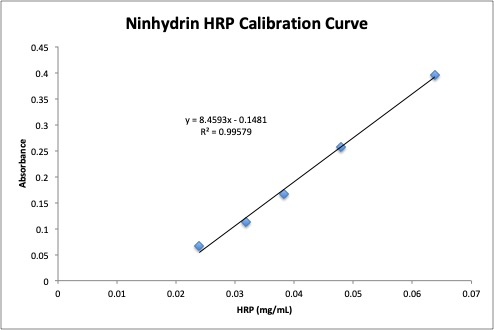 Ninhydrin HRP Calibration Curve
0.45
0.4
0.35
0.3
0.25
0.2
0.15
0.1
0.05
0
Absorbance
y = 8.4593x - 0.1481
R² = 0.99579
0 0.01 0.02 0.03 0.04 0.05 0.06 0.07
HRP (mg/mL)